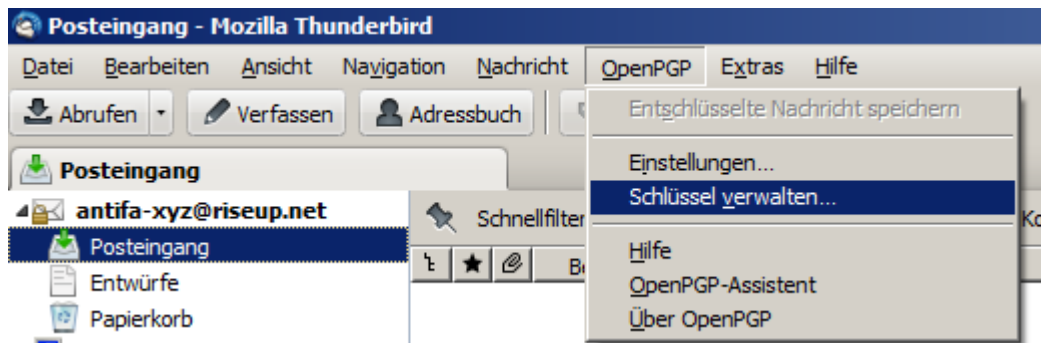 Posteingang - Mozilla Thunderbird
Datei Bearbeiten Ansicht Navigation Nachricht OpenPGP Extras Hilfe
Abrufen Verfassen Adressbuch
Entschlüsselte Nachricht speichern
Einstellungen...
Schlüssel verwalten...
Hilfe
OpenPGP-Assistent
Über OpenPGP
Posteingang
antifa-xyz@riseup.net
Posteingang
Entwürfe
Papierkorb
Schnellfilter